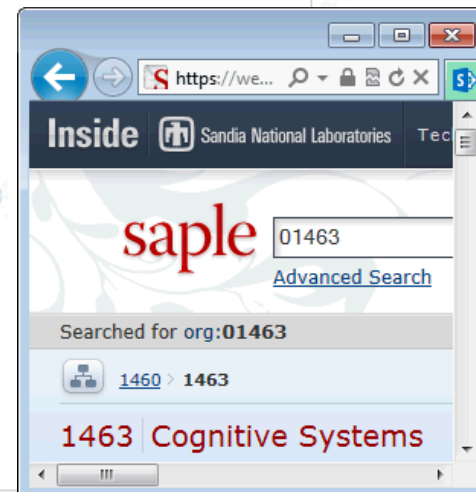 https://we...
S
Inside Sandia National Laboratories Tec
saple 01463
Advanced Search
Searched for org:01463
1460 > 1463
1463 Cognitive Systems